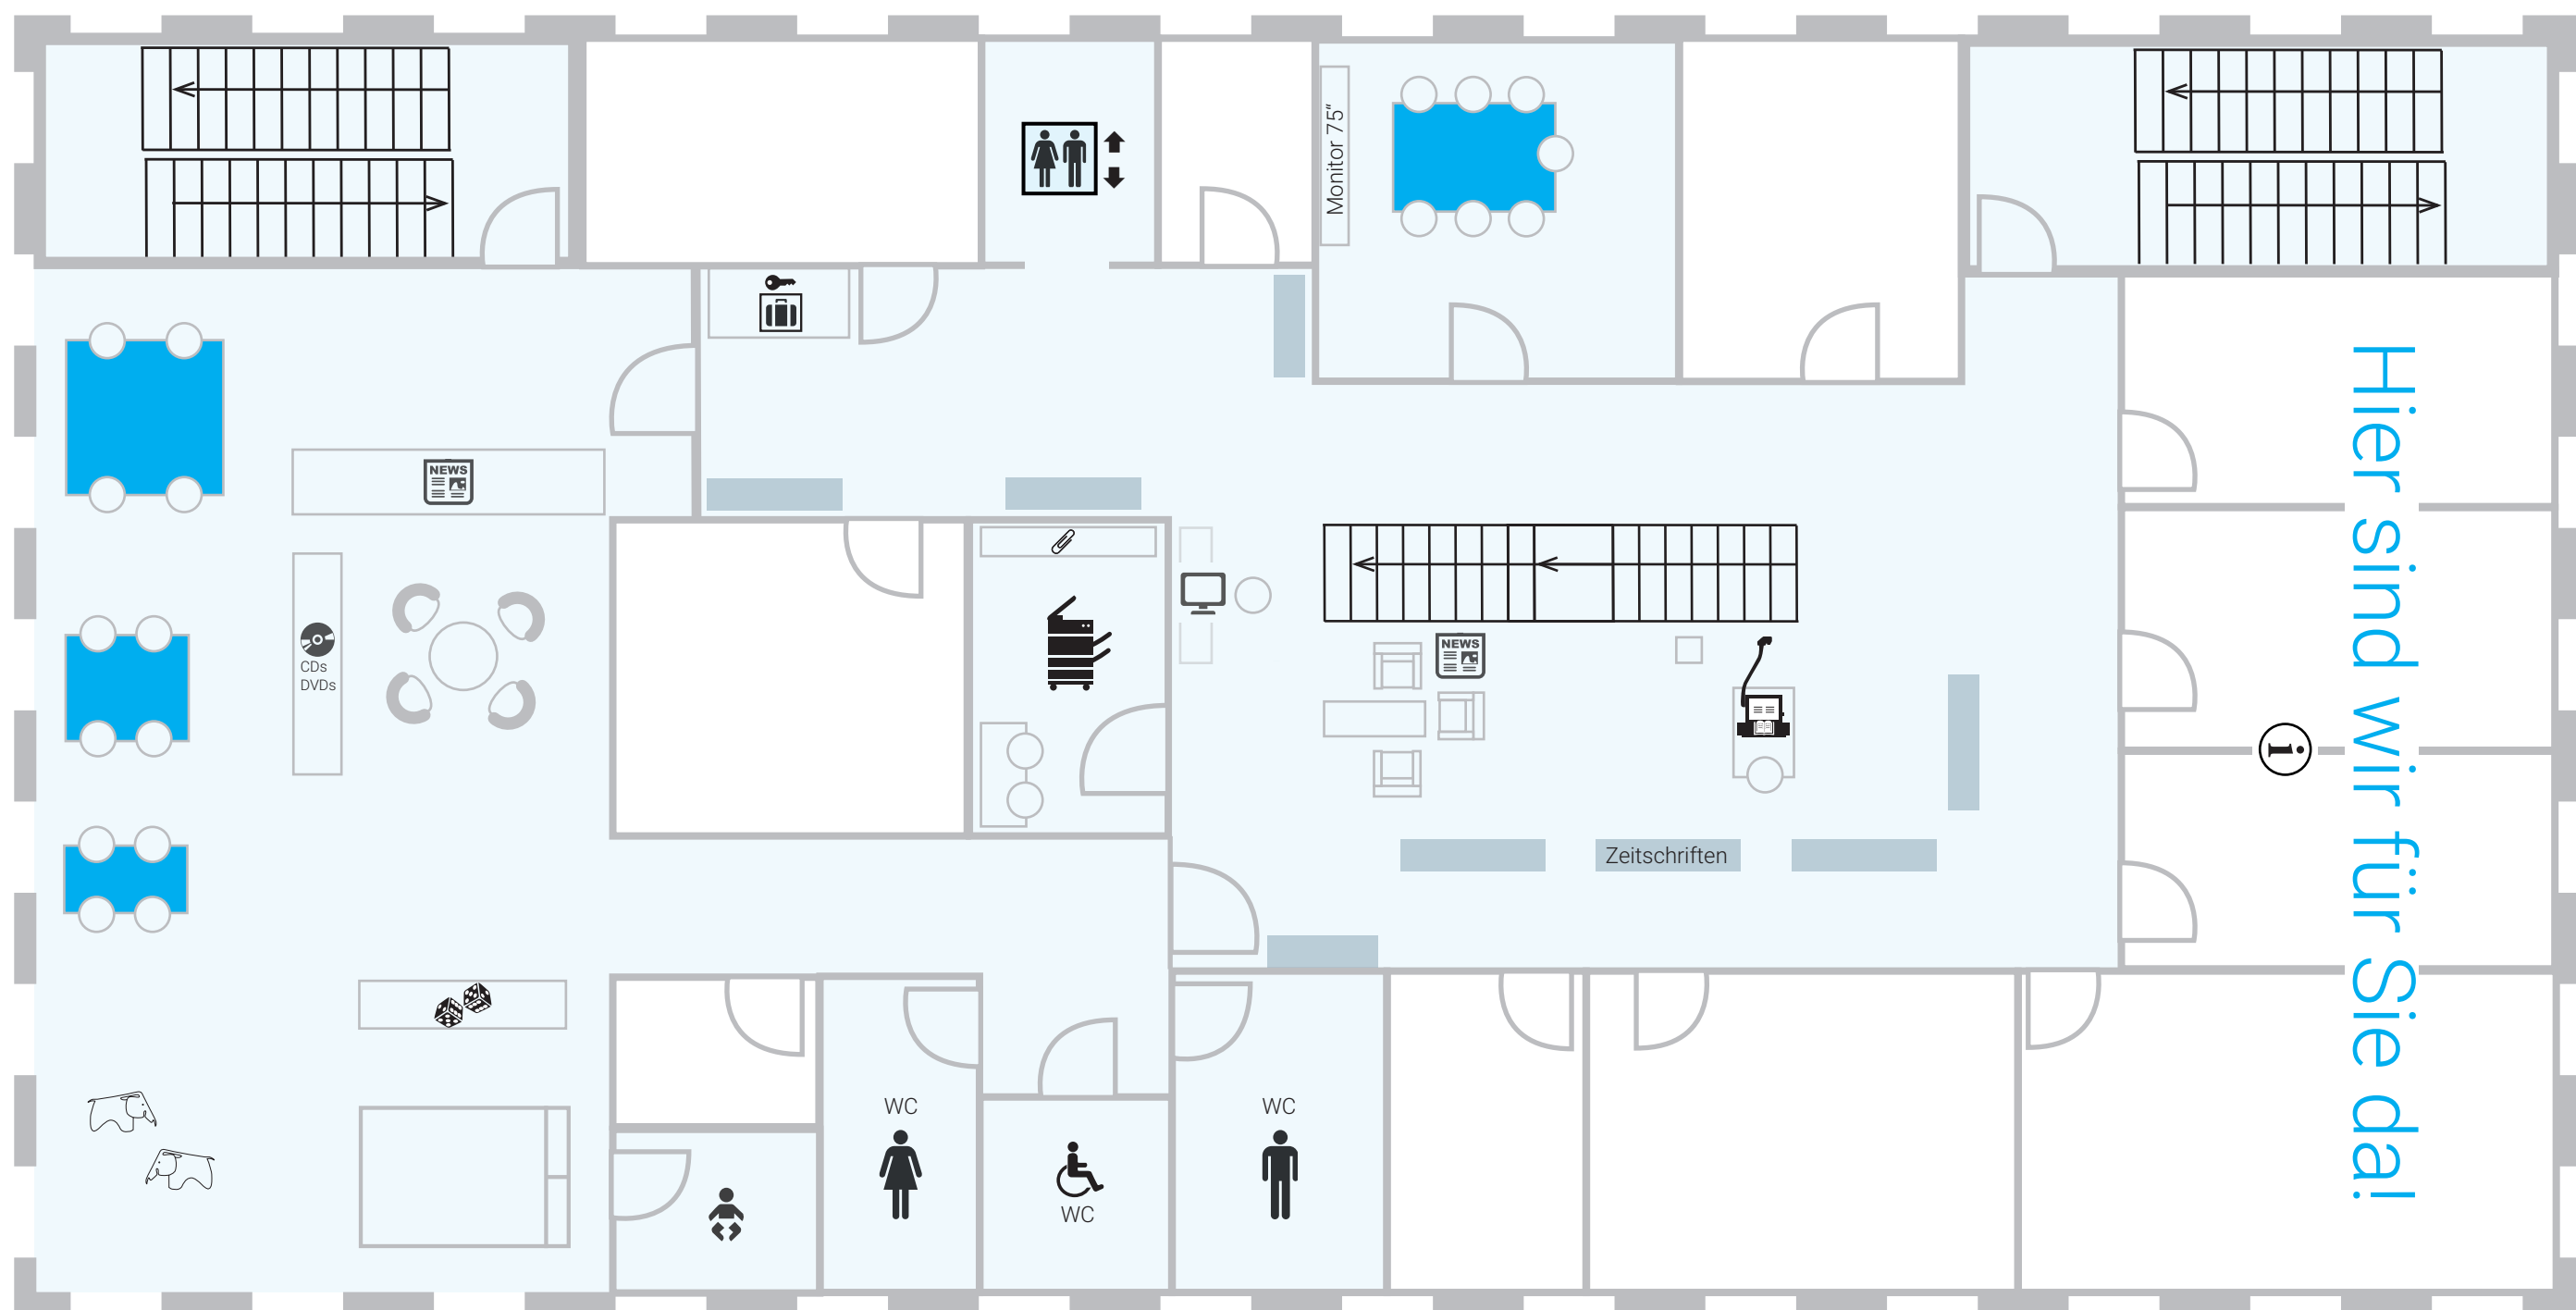 Monitor 75“
NEWS
CDs
DVDs
NEWS
Zeitschriften
WC
WC
WC
i
Hier sind wir für Sie da!